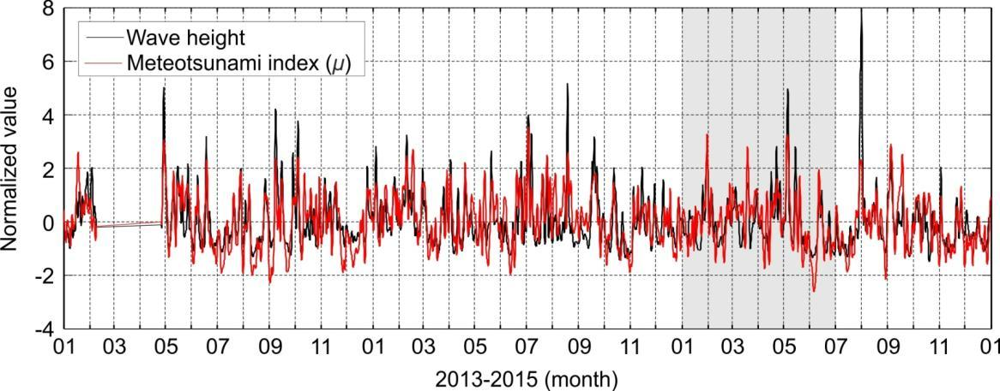 8
6
4
2
0
-2
-4
Normalized value
Wave height
Meteotsunami index (μ)
01 03 05 07 09 11 01 03 05 07 09 11 01 03 05 07 09 11 01
2013-2015 (month)